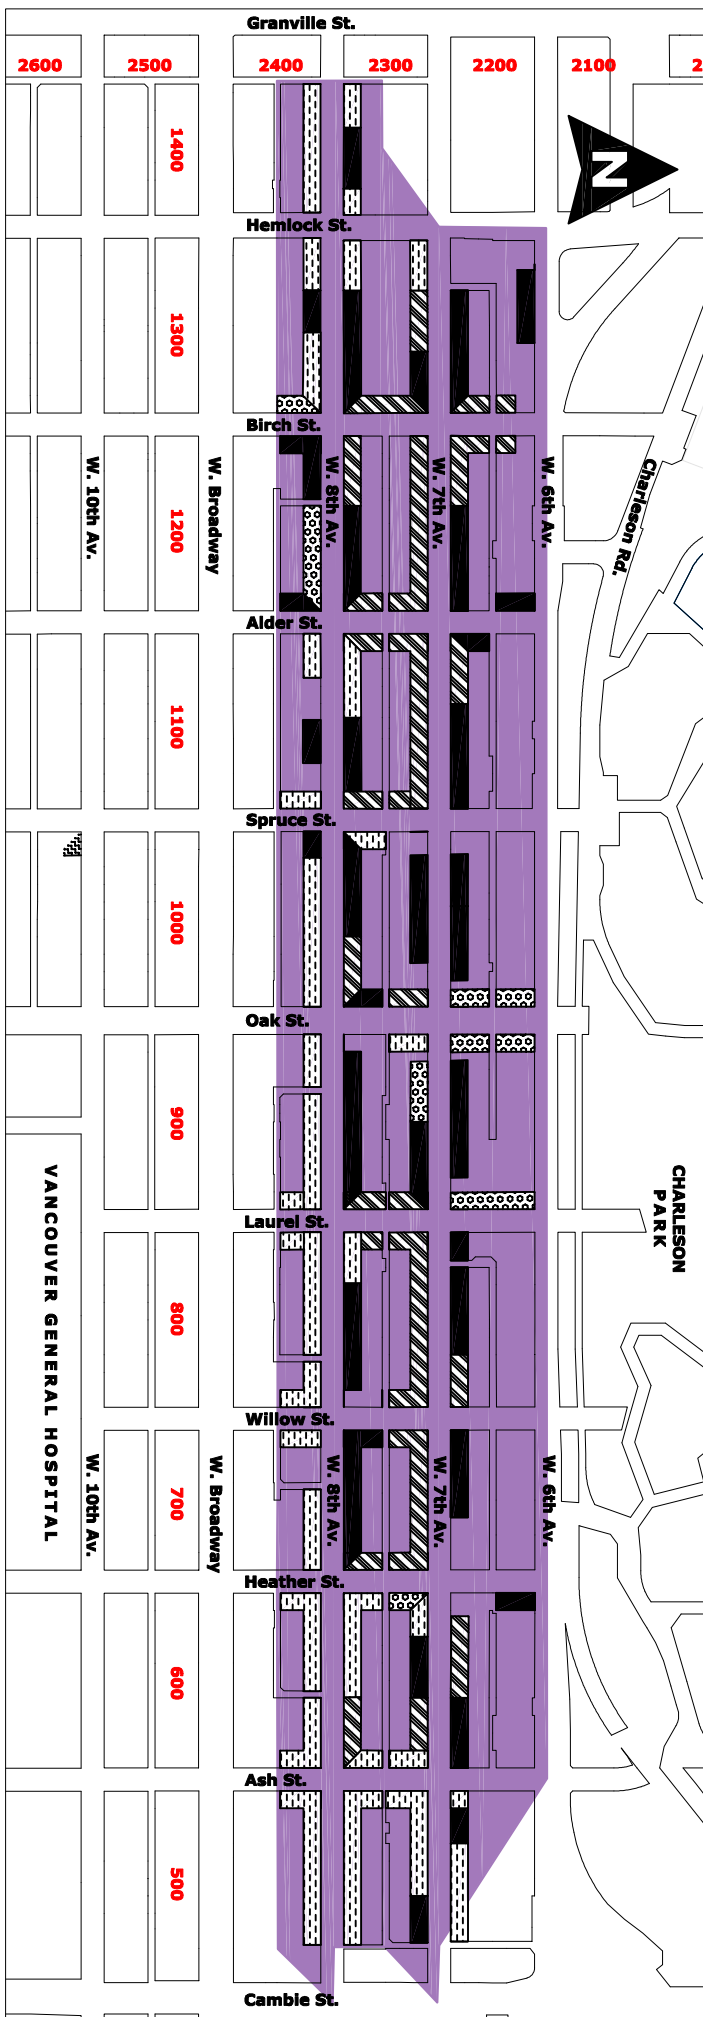 Granville St.
2600
2500
2400
2300
2200
2100
2
1400
N
Hemlock St.
1300
Birch St.
W. 10th Av.
W. Broadway
W. 8th Av.
W. 7th Av.
W. 6th Av.
Charleson Rd.
1200
Alder St.
1100
Spruce St.
1000
Oak St.
900
VANCOUVER GENERAL HOSPITAL
CHARLESON
PARK
Laurel St.
800
Willow St.
W. 10th Av.
W. Broadway
W. 8th Av.
W. 7th Av.
W. 6th Av.
700
Heather St.
600
Ash St.
500
Cambie St.